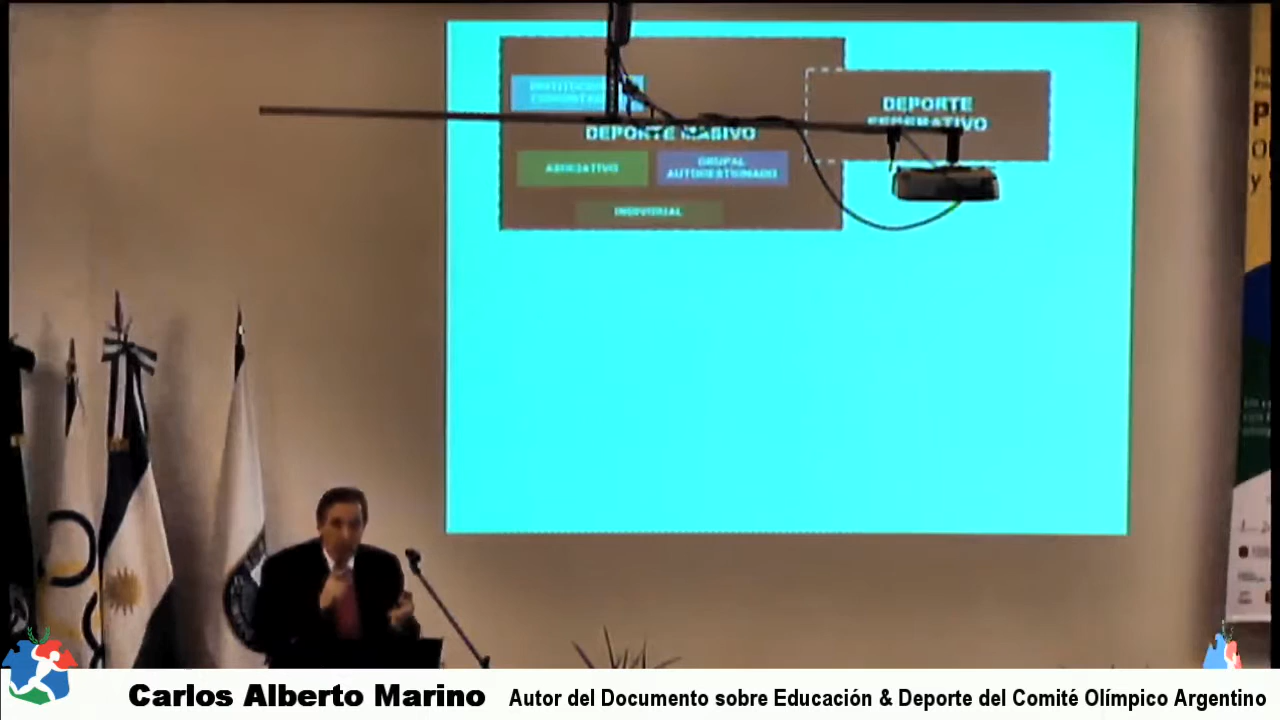 DEPORTE
FEDERATIVO
DEPORTE MASIVO
ASOCIATIVO
GRUPAL
AUTOGESTIONADO
INDIVIDUAL
P
O
y
Carlos Alberto Marino Autor del Documento sobre Educación & Deporte del Comité Olímpico Argentino